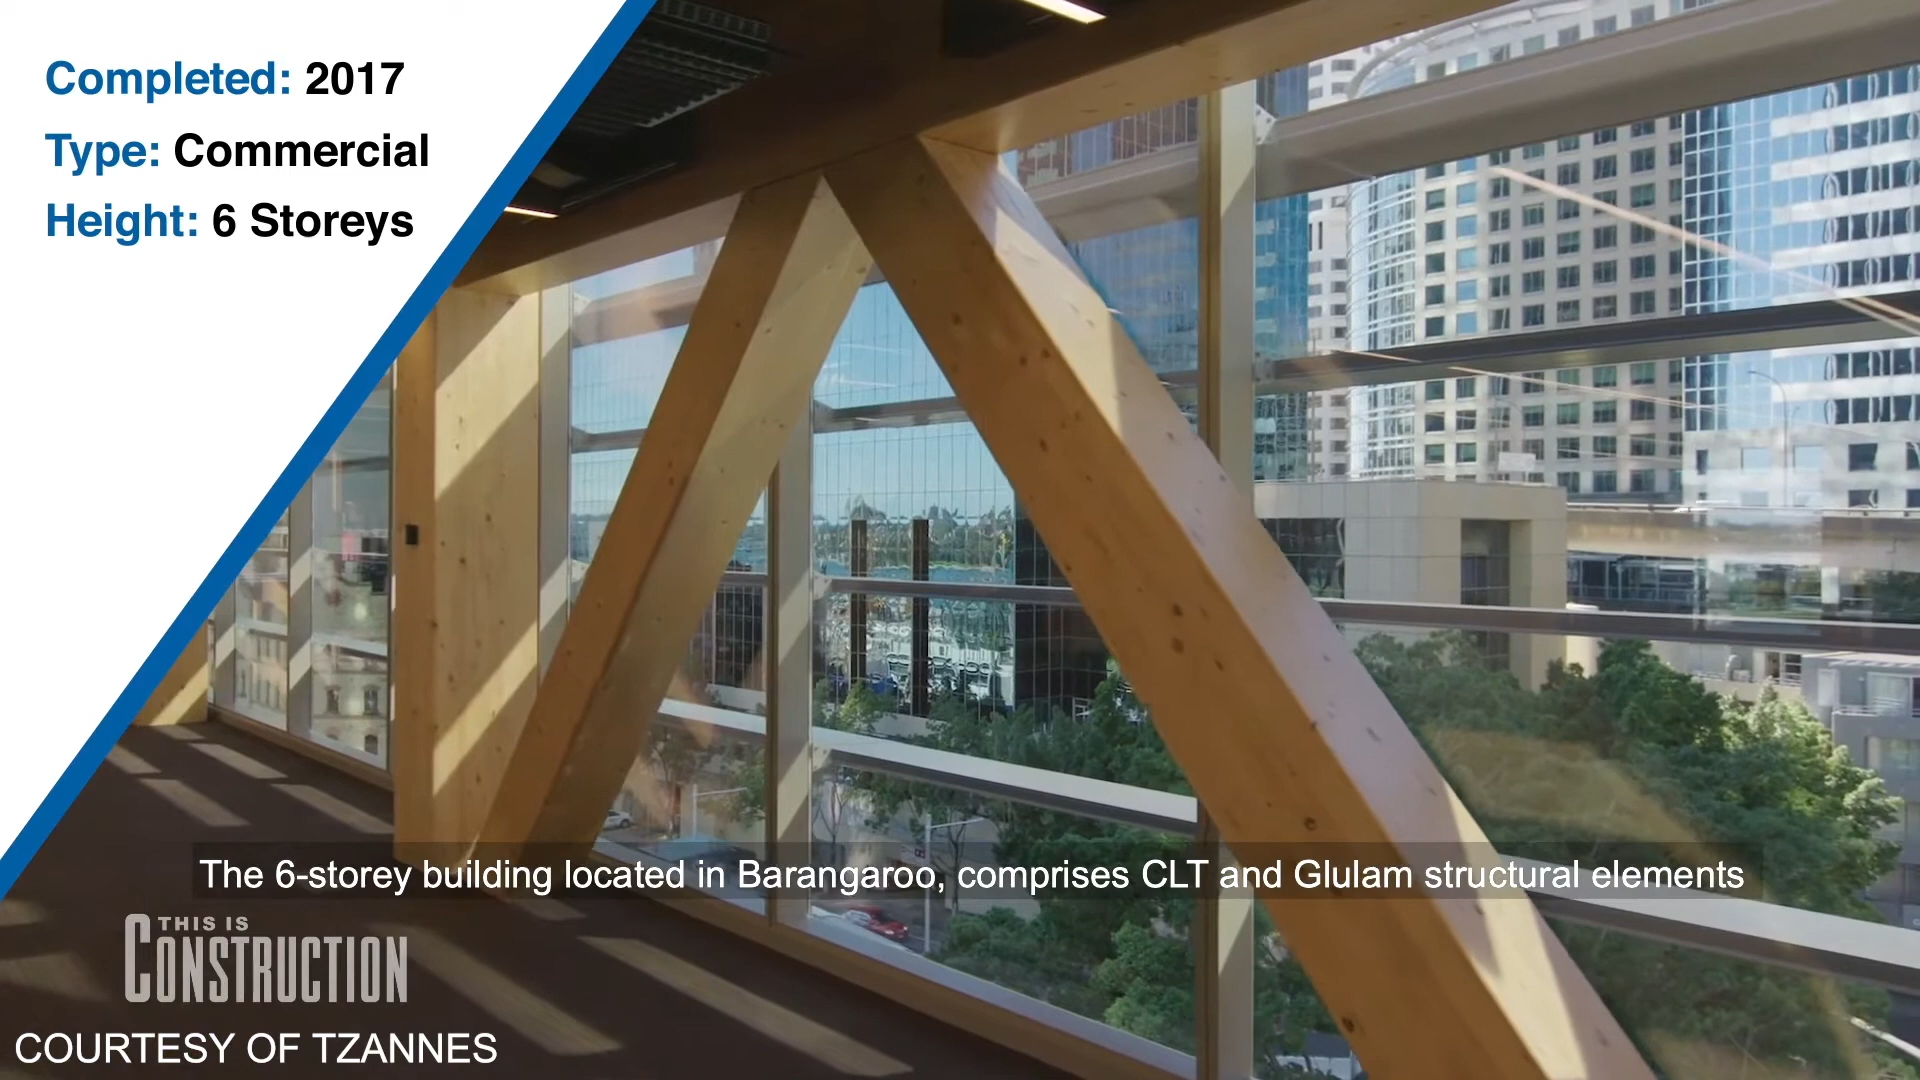 Completed: 2017
Type: Commercial
Height: 6 Storeys
The 6-storey building located in Barangaroo, comprises CLT and Glulam structural elements
THIS IS
CONSTRUCTION
COURTESY OF TZANNES